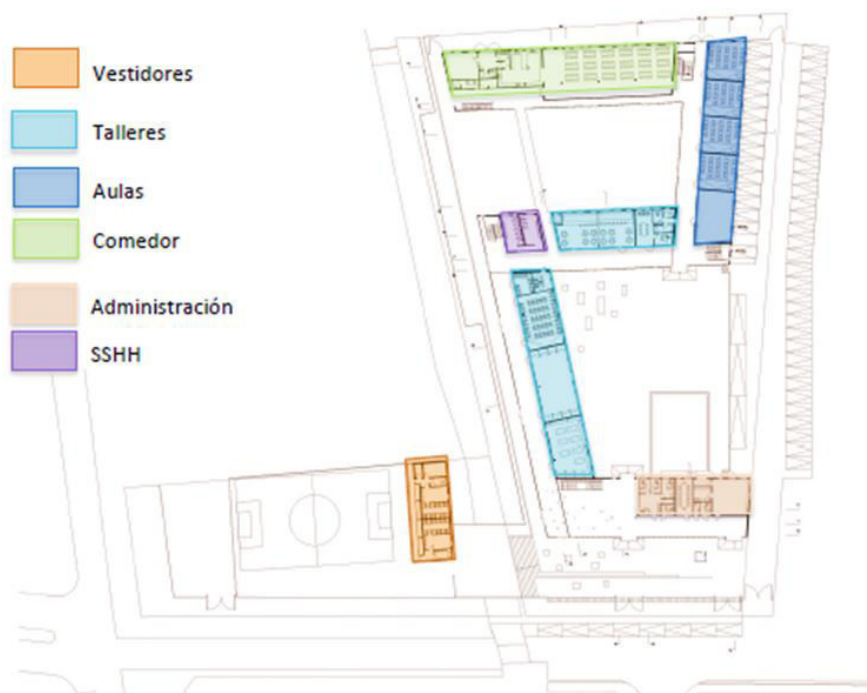 Vestidores
Talleres
Aulas
Comedor
Administración
SSHH